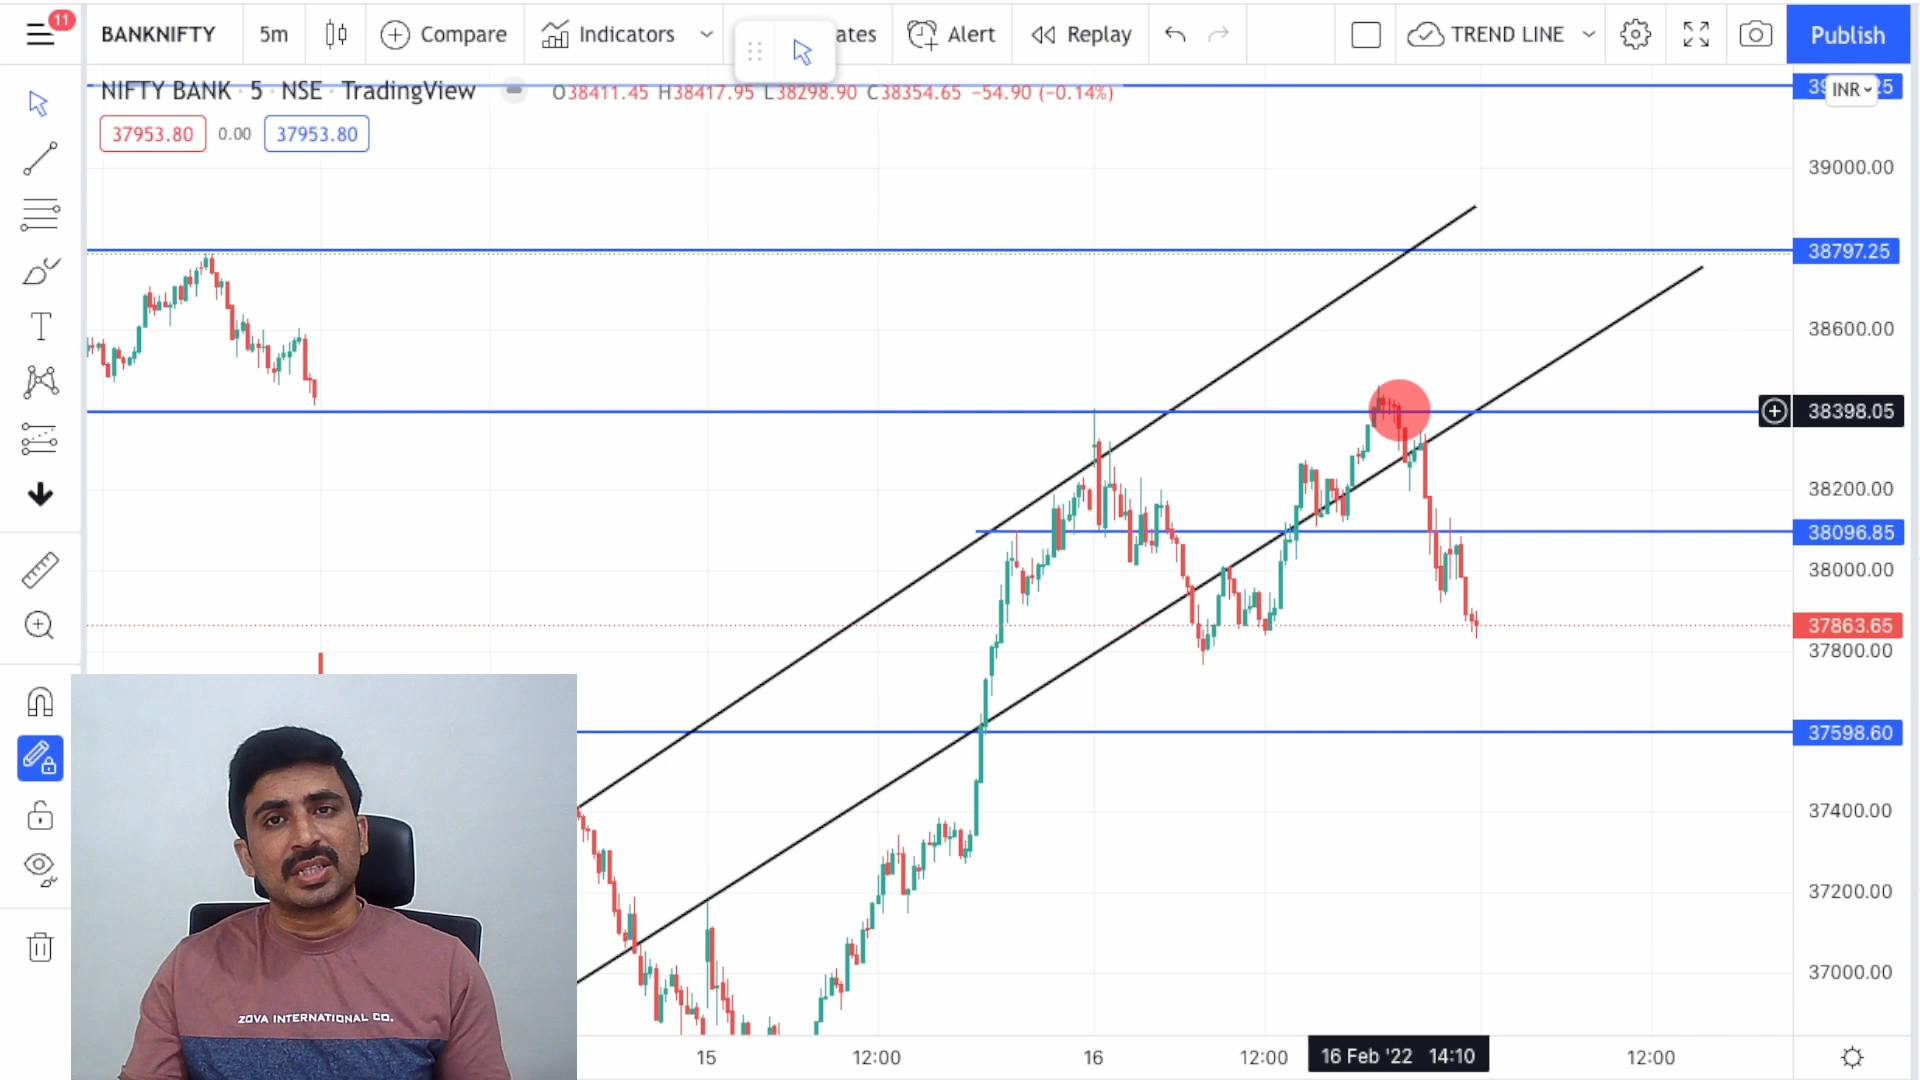 11
BANKNIFTY 5m Compare Indicators ates Alert Replay TREND LINE Publish
NIFTY BANK · 5 · NSE TradingView O38411.45 H38417.95 L38298.90 C38354.65 −54.90 (−0.14%)
INR
37953.80 0.00 37953.80
39000.00
38797.25
38600.00
38398.05
38200.00
38096.85
38000.00
37863.65
37800.00
37598.60
37400.00
37200.00
37000.00
ZOVA INTERNATIONAL CO.
15 12:00 16 12:00 16 Feb '22 14:10 12:00